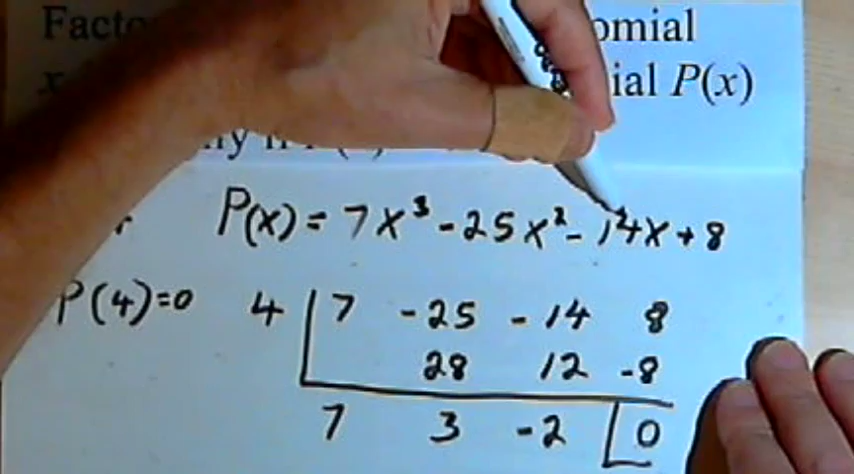 omial
ial P(x)
P(x) = 7x³ - 25x² - 14x + 8
P(4)=0 4 7 -25 -14 8
28 12 -8
7 3 -2 0